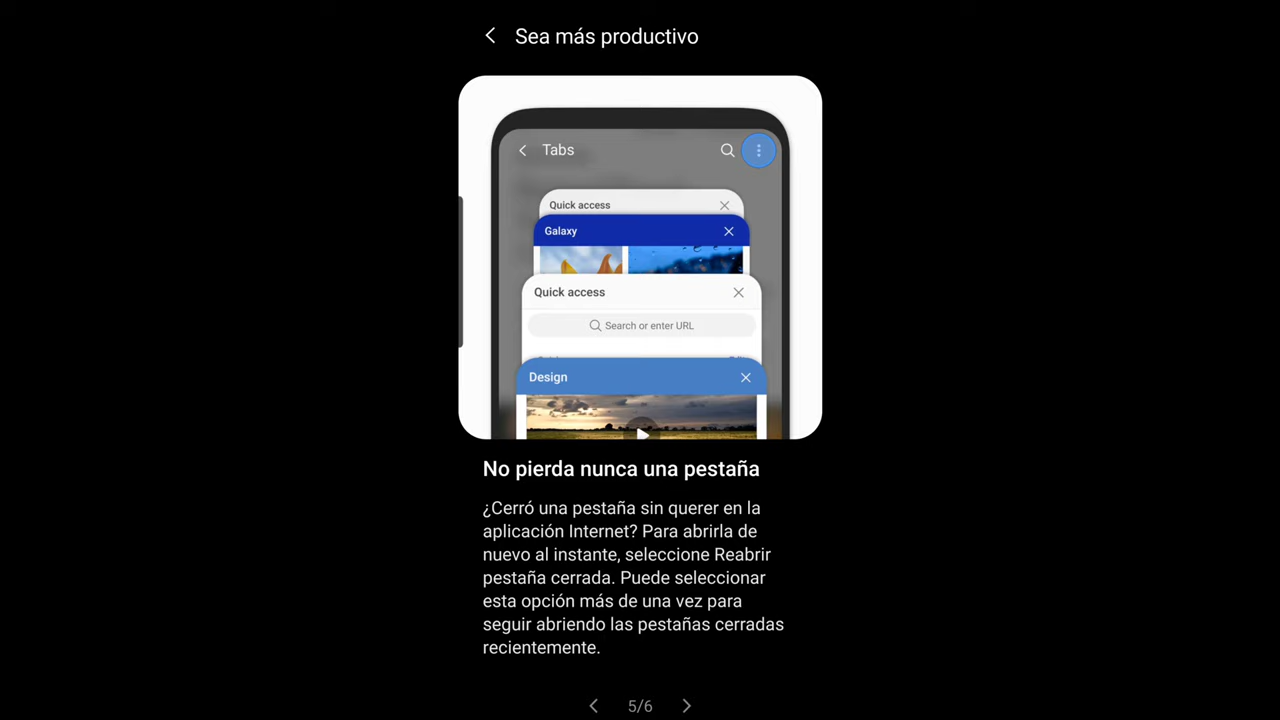 Sea más productivo
Tabs
Quick access
Galaxy
Quick access
Search or enter URL
Design
No pierda nunca una pestaña
¿Cerró una pestaña sin querer en la
aplicación Internet? Para abrirla de
nuevo al instante, seleccione Reabrir
pestaña cerrada. Puede seleccionar
esta opción más de una vez para
seguir abriendo las pestañas cerradas
recientemente.
5/6